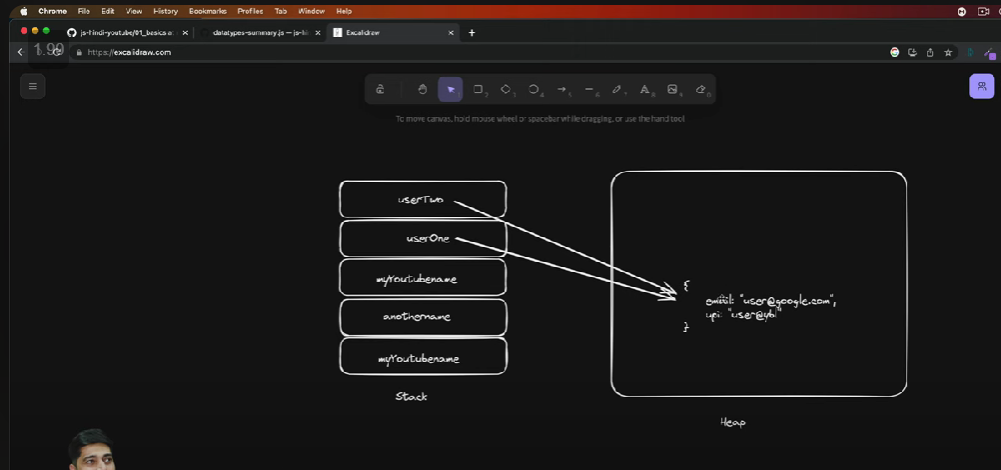 Chrome File Edit View History Bookmarks Profiles Tab Window Help
js-hindi-youtube/01_basics at
datatypes-summary.js — js-hi
Excalidraw
1.90
https://excalidraw.com
To move canvas, hold mouse wheel or spacebar while dragging, or use the hand tool
userTwo
userOne
myYoutubename
anothername
myYoutubename
Stack
{
email: "user@google.com",
upi: "user@ybl"
}
Heap